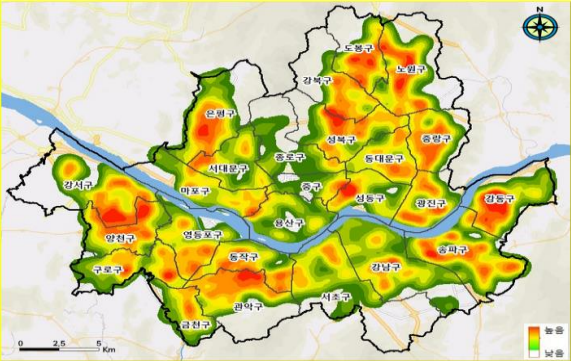 N
도봉구
노원구
강북구
은평구
성북구
중랑구
종로구
서대문구
동대문구
강서구
마포구
중구
성동구
광진구
강동구
용산구
양천구
영등포구
송파구
구로구
동작구
강남구
서초구
관악구
금천구
0 2.5 5
Km
높음
낮음